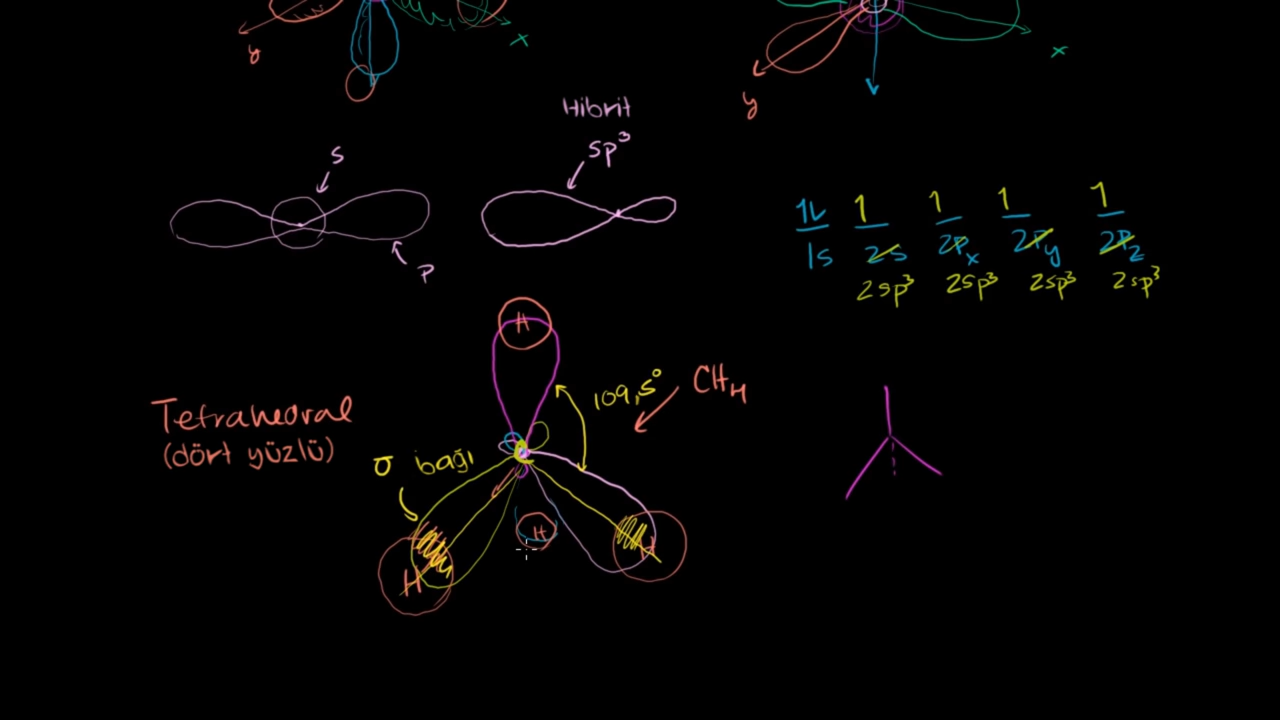 y
x
y
x
Hibrit
s
sp³
p
1s
2s
2Px
2Py
2Pz
2sp³
2sp³
2sp³
2sp³
H
109,5°
CH4
Tetrahedral
(dört yüzlü)
σ bağı
H
H
H